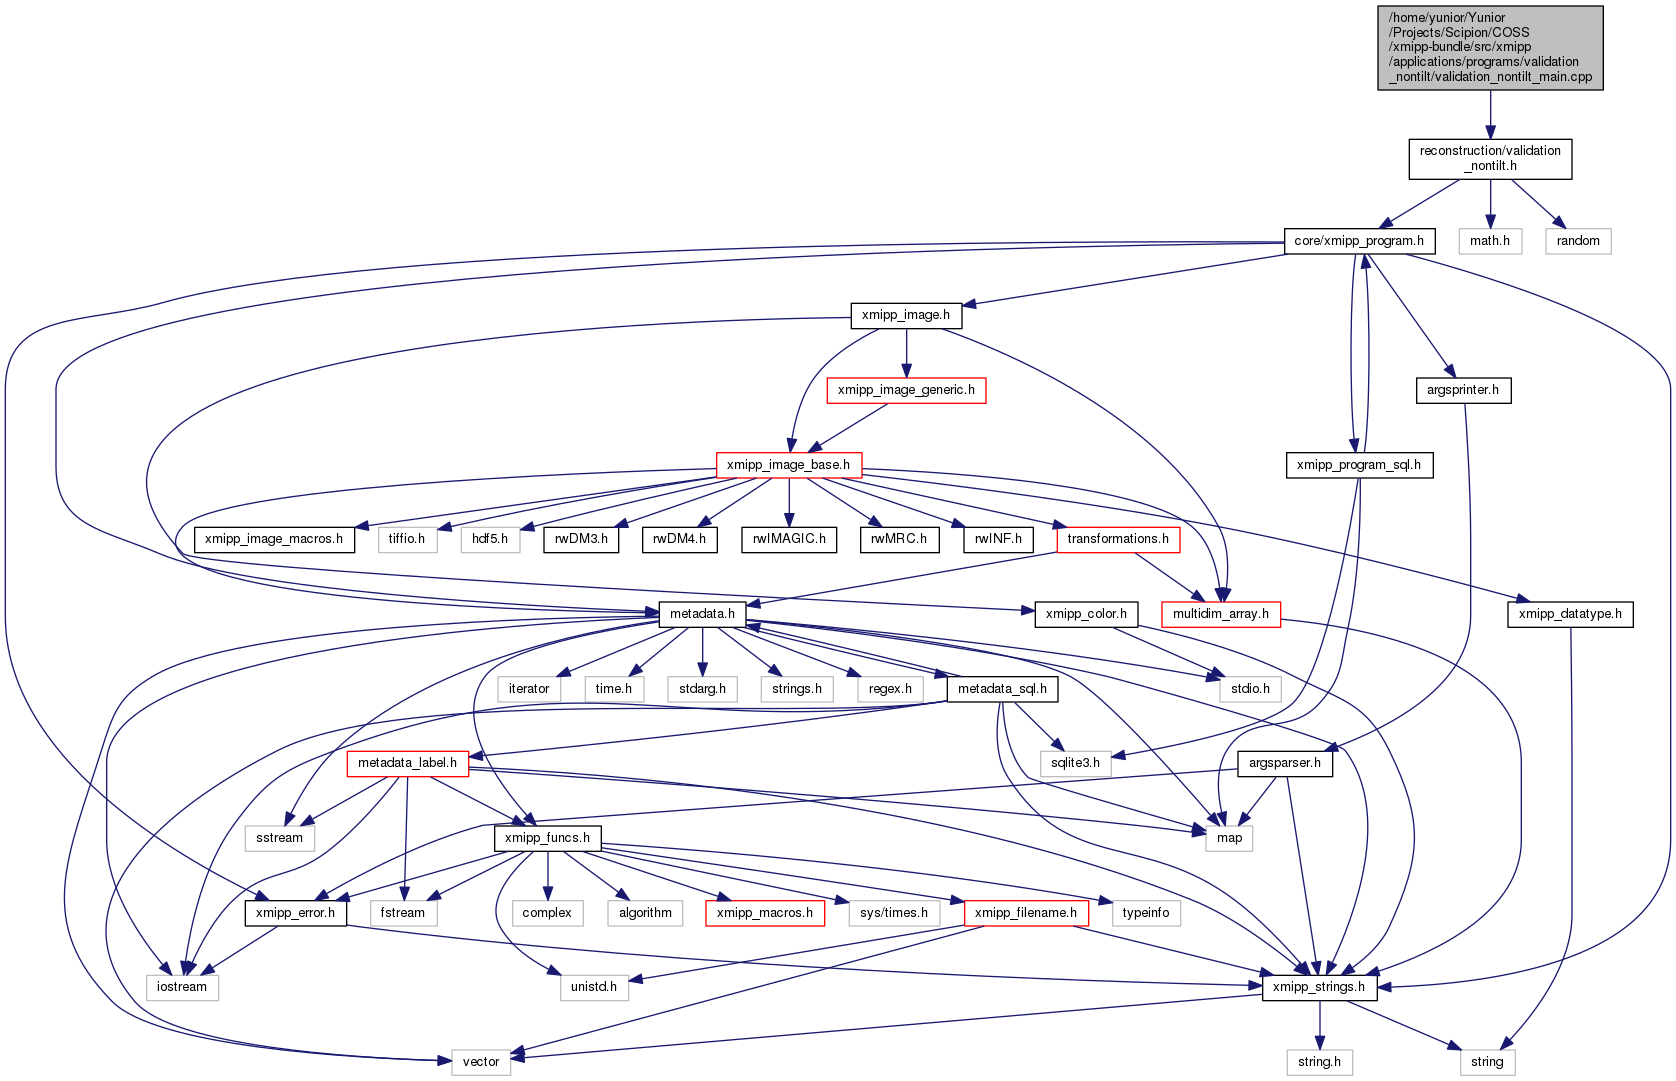 /home/yunior/Yunior
/Projects/Scipion/COSS
/xmipp-bundle/src/xmipp
/applications/programs/validation
_nontilt/validation_nontilt_main.cpp
reconstruction/validation
_nontilt.h
core/xmipp_program.h
math.h
random
xmipp_image.h
xmipp_image_generic.h
argsprinter.h
xmipp_image_base.h
xmipp_program_sql.h
xmipp_image_macros.h
tiffio.h
hdf5.h
rwDM3.h
rwDM4.h
rwIMAGIC.h
rwMRC.h
rwINF.h
transformations.h
metadata.h
xmipp_color.h
multidim_array.h
xmipp_datatype.h
iterator
time.h
stdarg.h
strings.h
regex.h
metadata_sql.h
stdio.h
metadata_label.h
sqlite3.h
argsparser.h
sstream
xmipp_funcs.h
map
xmipp_error.h
fstream
complex
algorithm
xmipp_macros.h
sys/times.h
xmipp_filename.h
typeinfo
iostream
unistd.h
xmipp_strings.h
vector
string.h
string